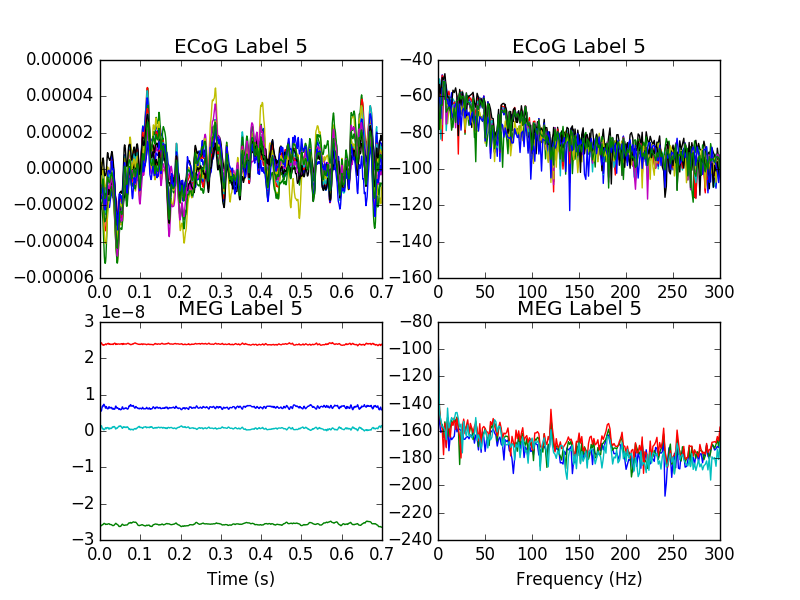 ECoG Label 5
0.00006
0.00004
0.00002
0.00000
−0.00002
−0.00004
−0.00006
0.0 0.1 0.2 0.3 0.4 0.5 0.6 0.7
ECoG Label 5
−40
−60
−80
−100
−120
−140
−160
0 50 100 150 200 250 300
MEG Label 5
1e−8
3
2
1
0
−1
−2
−3
0.0 0.1 0.2 0.3 0.4 0.5 0.6 0.7
Time (s)
MEG Label 5
−80
−100
−120
−140
−160
−180
−200
−220
−240
0 50 100 150 200 250 300
Frequency (Hz)